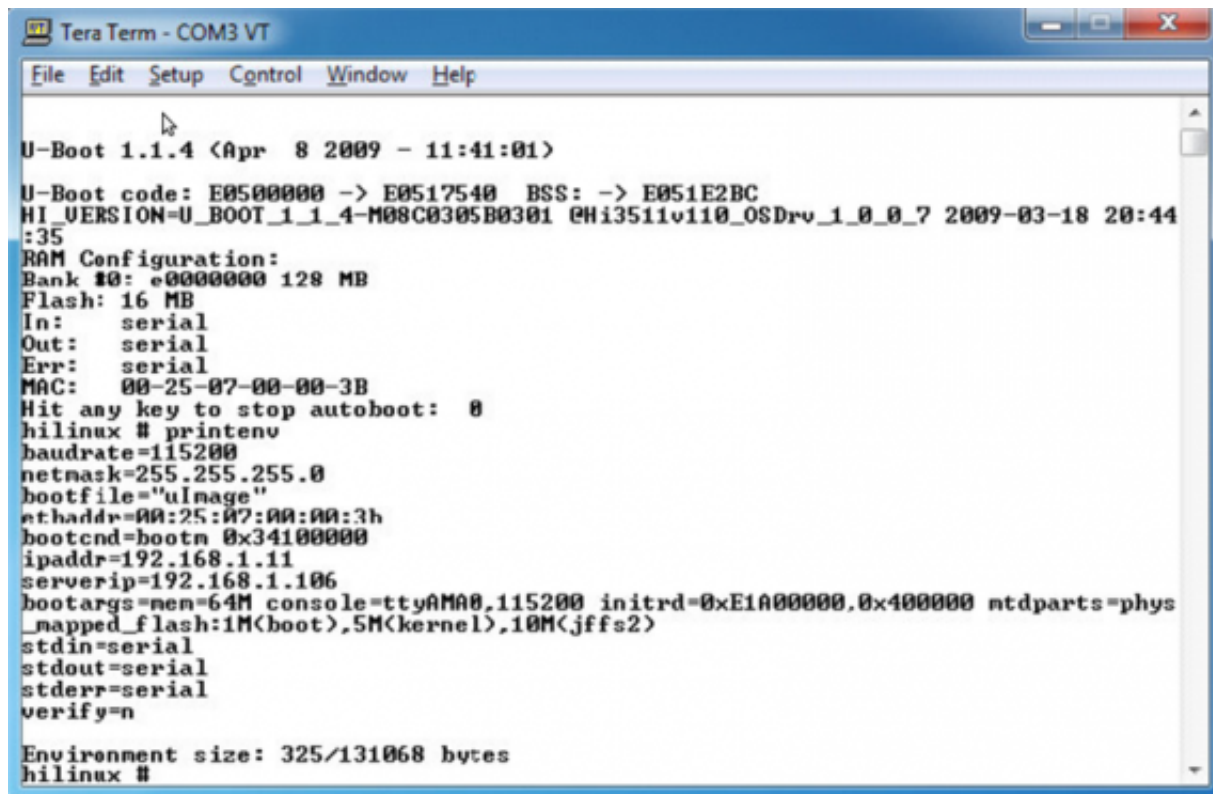 Tera Term - COM3 VT
File Edit Setup Control Window Help
U-Boot 1.1.4 (Apr  8 2009 - 11:41:01)
U-Boot code: E0500000 -> E0517540  BSS: -> E051E2BC
HI_VERSION=U_BOOT_1_1_4-M08C0305B0301 @Hi3511v110_OSDrv_1_0_0_7 2009-03-18 20:44
:35
RAM Configuration:
Bank #0: e0000000 128 MB
Flash: 16 MB
In:    serial
Out:   serial
Err:   serial
MAC:   00-25-07-00-00-3B
Hit any key to stop autoboot:  0
hilinux # printenv
baudrate=115200
netmask=255.255.255.0
bootfile="uImage"
ethaddr=00:25:07:00:00:3b
bootcmd=bootm 0x34100000
ipaddr=192.168.1.11
serverip=192.168.1.106
bootargs=mem=64M console=ttyAMA0,115200 initrd=0xE1A00000,0x400000 mtdparts=phys
_mapped_flash:1M(boot),5M(kernel),10M(jffs2)
stdin=serial
stdout=serial
stderr=serial
verify=n
Environment size: 325/131068 bytes
hilinux #